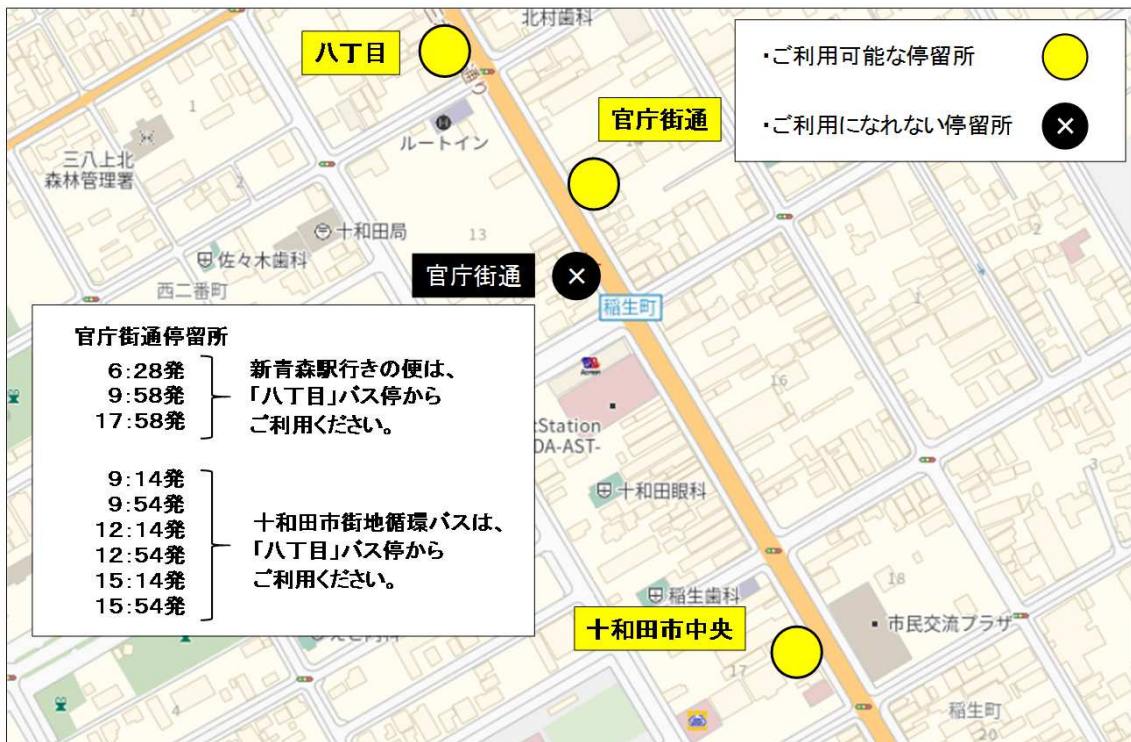 北村歯科
八丁目
通り
・ご利用可能な停留所
官庁街通
・ご利用になれない停留所
×
1
14
ルートイン
三八上北
森林管理署
2
2
十和田局
13
佐々木歯科
官庁街通
×
西二番町
稲生町
1
官庁街通停留所
6:28発
9:58発
17:58発
新青森駅行きの便は、
「八丁目」バス停から
ご利用ください。
16
:Station
DA-AST-
3
十和田眼科
9:14発
9:54発
12:14発
12:54発
15:14発
15:54発
十和田市街地循環バスは、
「八丁目」バス停から
ご利用ください。
18
稲生歯科
十和田市中央
市民交流プラザ
17
4
稲生町
20